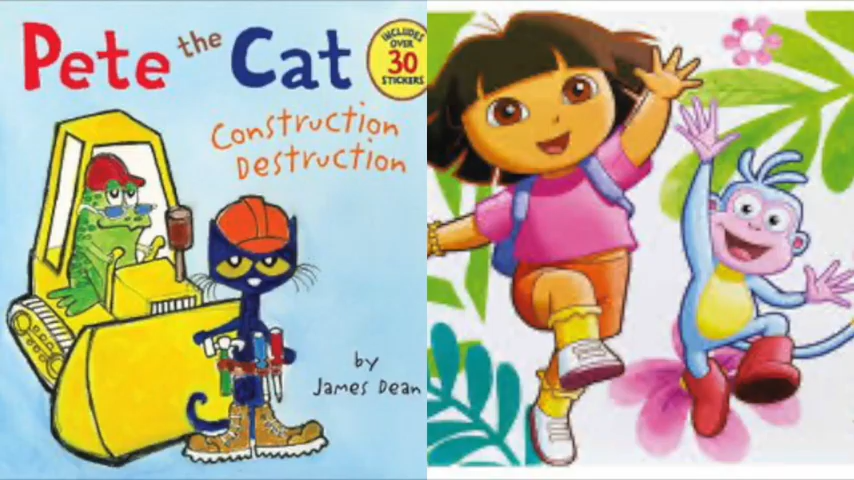 Pete the Cat
INCLUDES
OVER
30
STICKERS
Construction
Destruction
by
James Dean